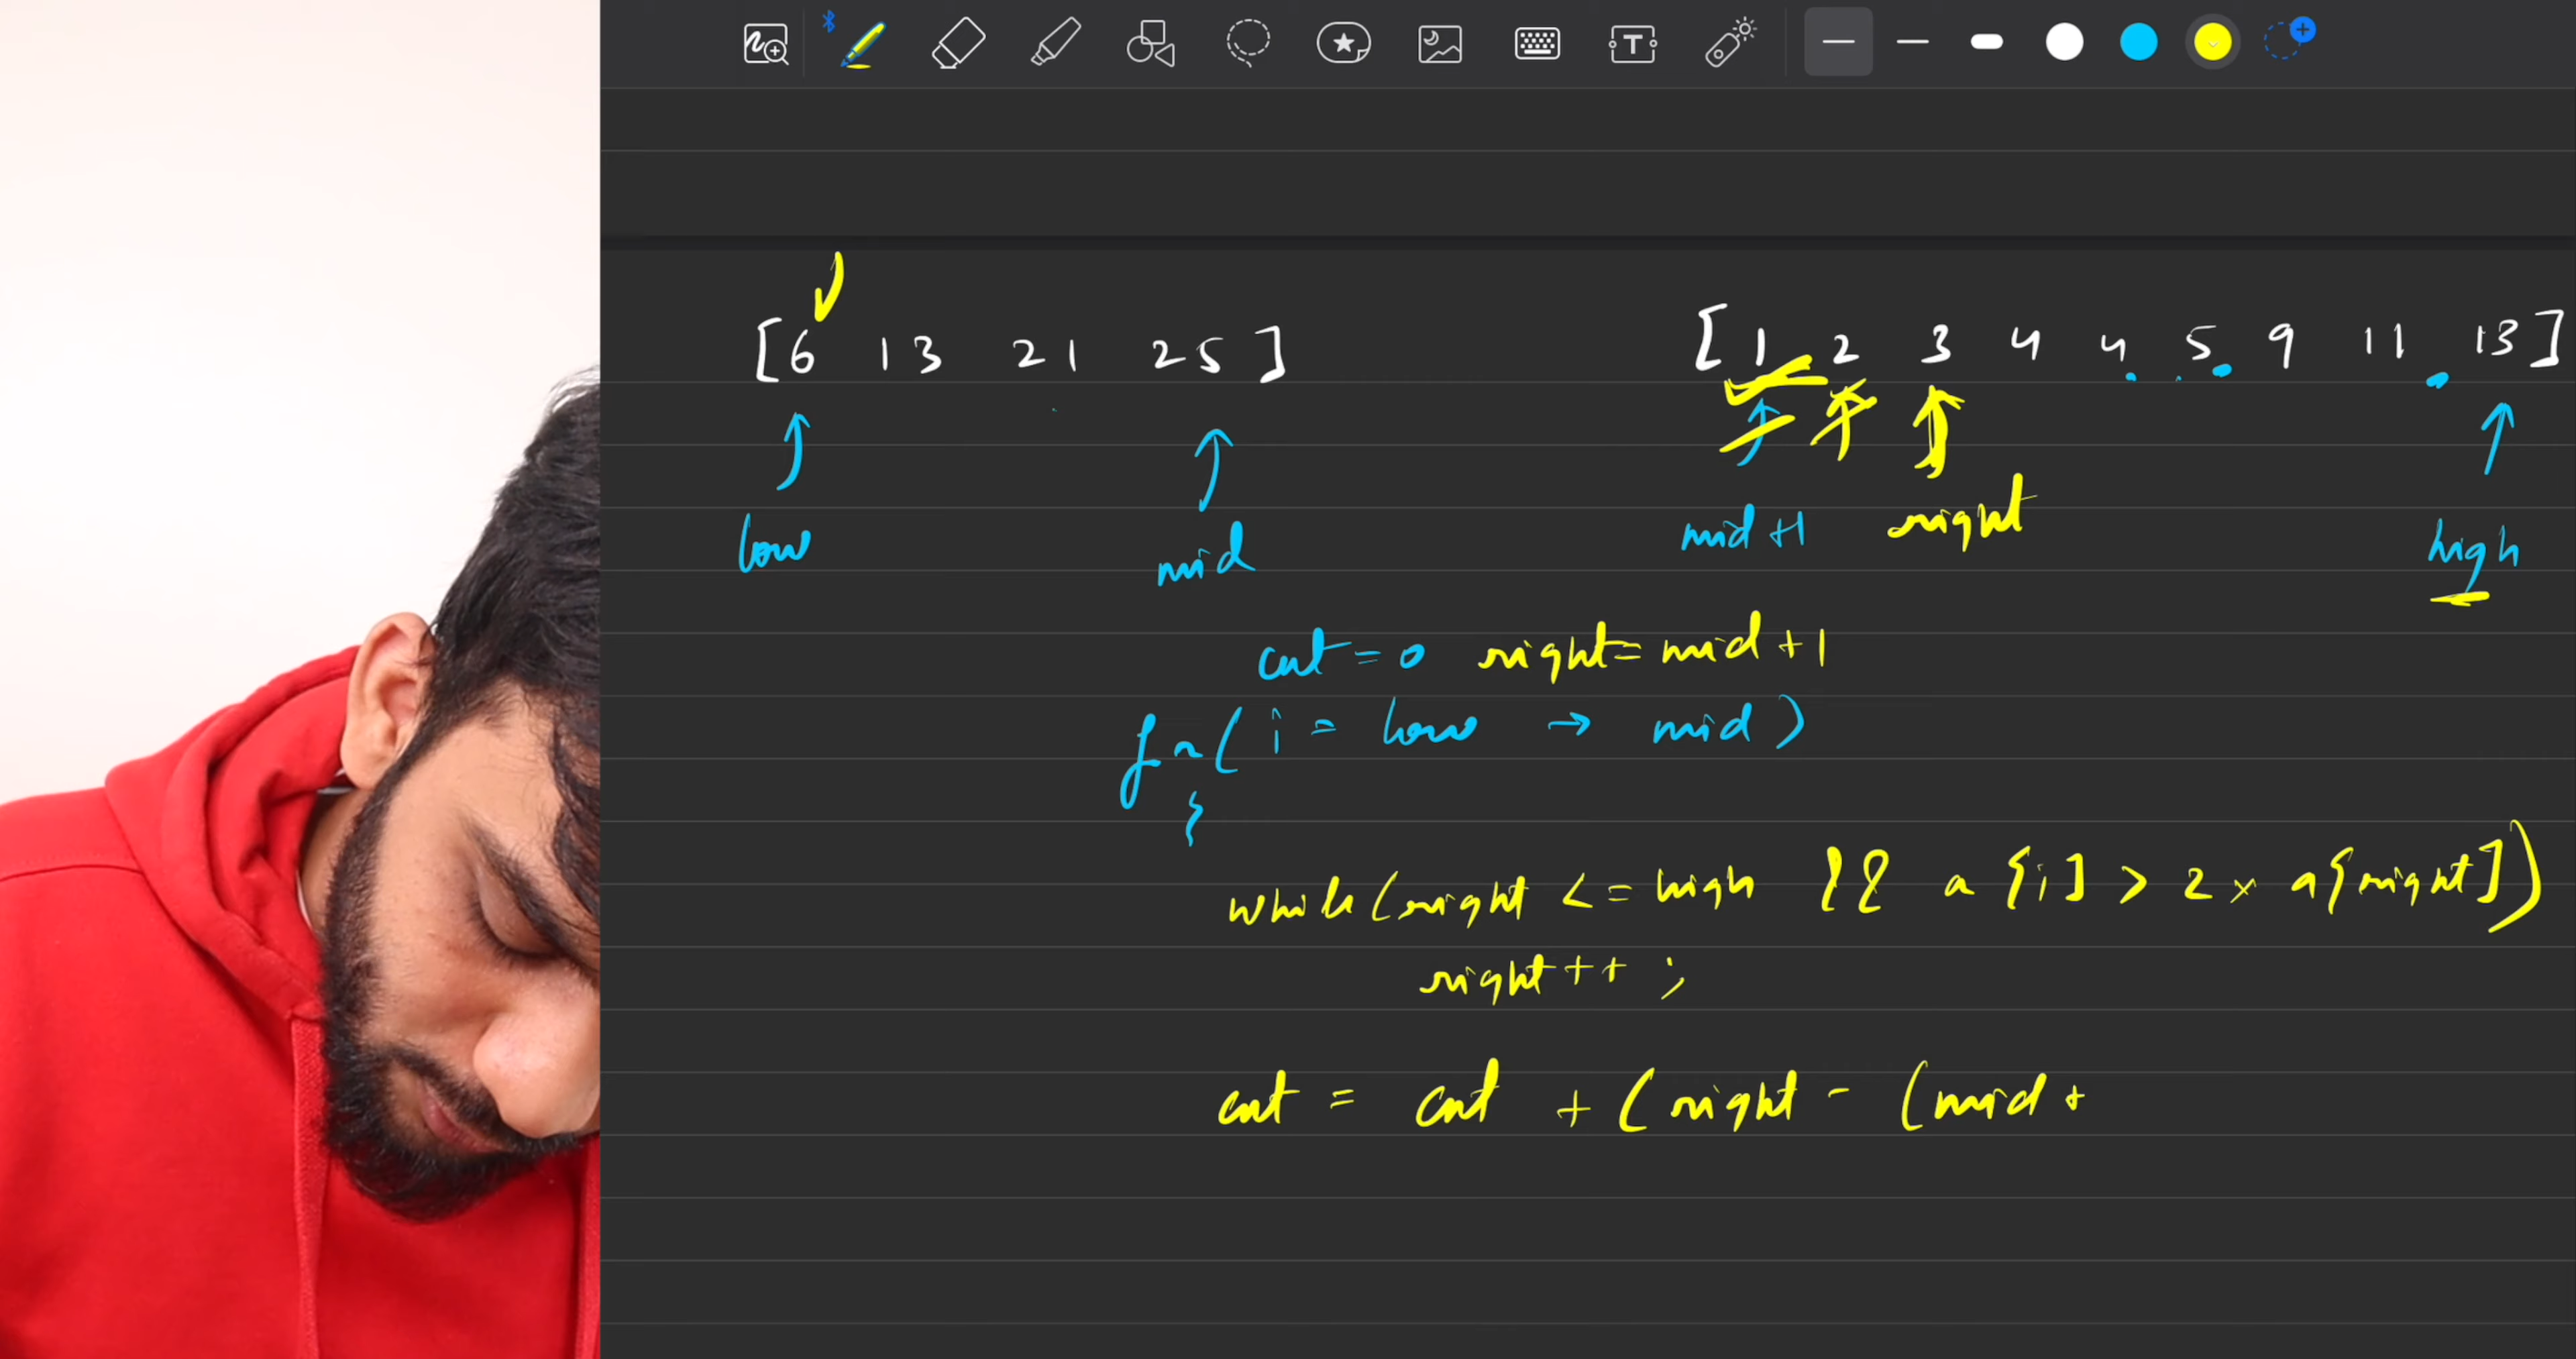 [6 13 21 25] [1 2 3 4 4 5 9 11 13]
low mid mid+1 right high
cnt = 0 right = mid + 1
for( i = low → mid)
{
while(right <= high && a[i] > 2 x a[right])
right++ ;
cnt = cnt + (right - (mid +